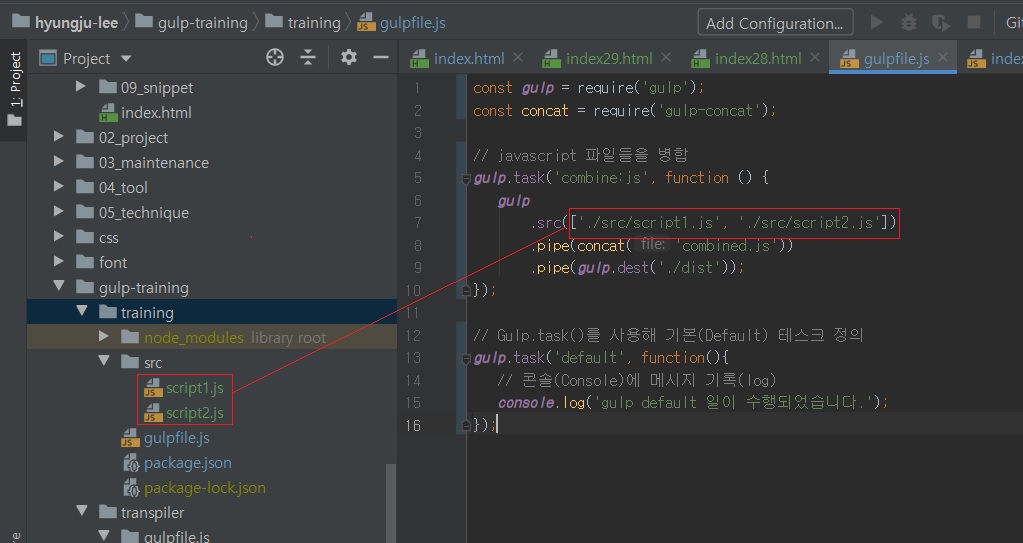 hyungju-lee
gulp-training
training
gulpfile.js
Add Configuration...
Git
1: Project
Project
index.html
index29.html
index28.html
gulpfile.js
index
09_snippet
index.html
02_project
03_maintenance
04_tool
05_technique
css
font
gulp-training
training
node_modules library root
src
script1.js
script2.js
gulpfile.js
package.json
package-lock.json
transpiler
gulpfile.js
1 const gulp = require('gulp');
2 const concat = require('gulp-concat');
3
4 // javascript 파일들을 병합
5 gulp.task('combine:js', function () {
6 gulp
7 .src(['./src/script1.js', './src/script2.js'])
8 .pipe(concat( file: 'combined.js'))
9 .pipe(gulp.dest('./dist'));
10 });
11
12 // Gulp.task()를 사용해 기본(Default) 테스크 정의
13 gulp.task('default', function(){
14 // 콘솔(Console)에 메시지 기록(log)
15 console.log('gulp default 일이 수행되었습니다.');
16 });